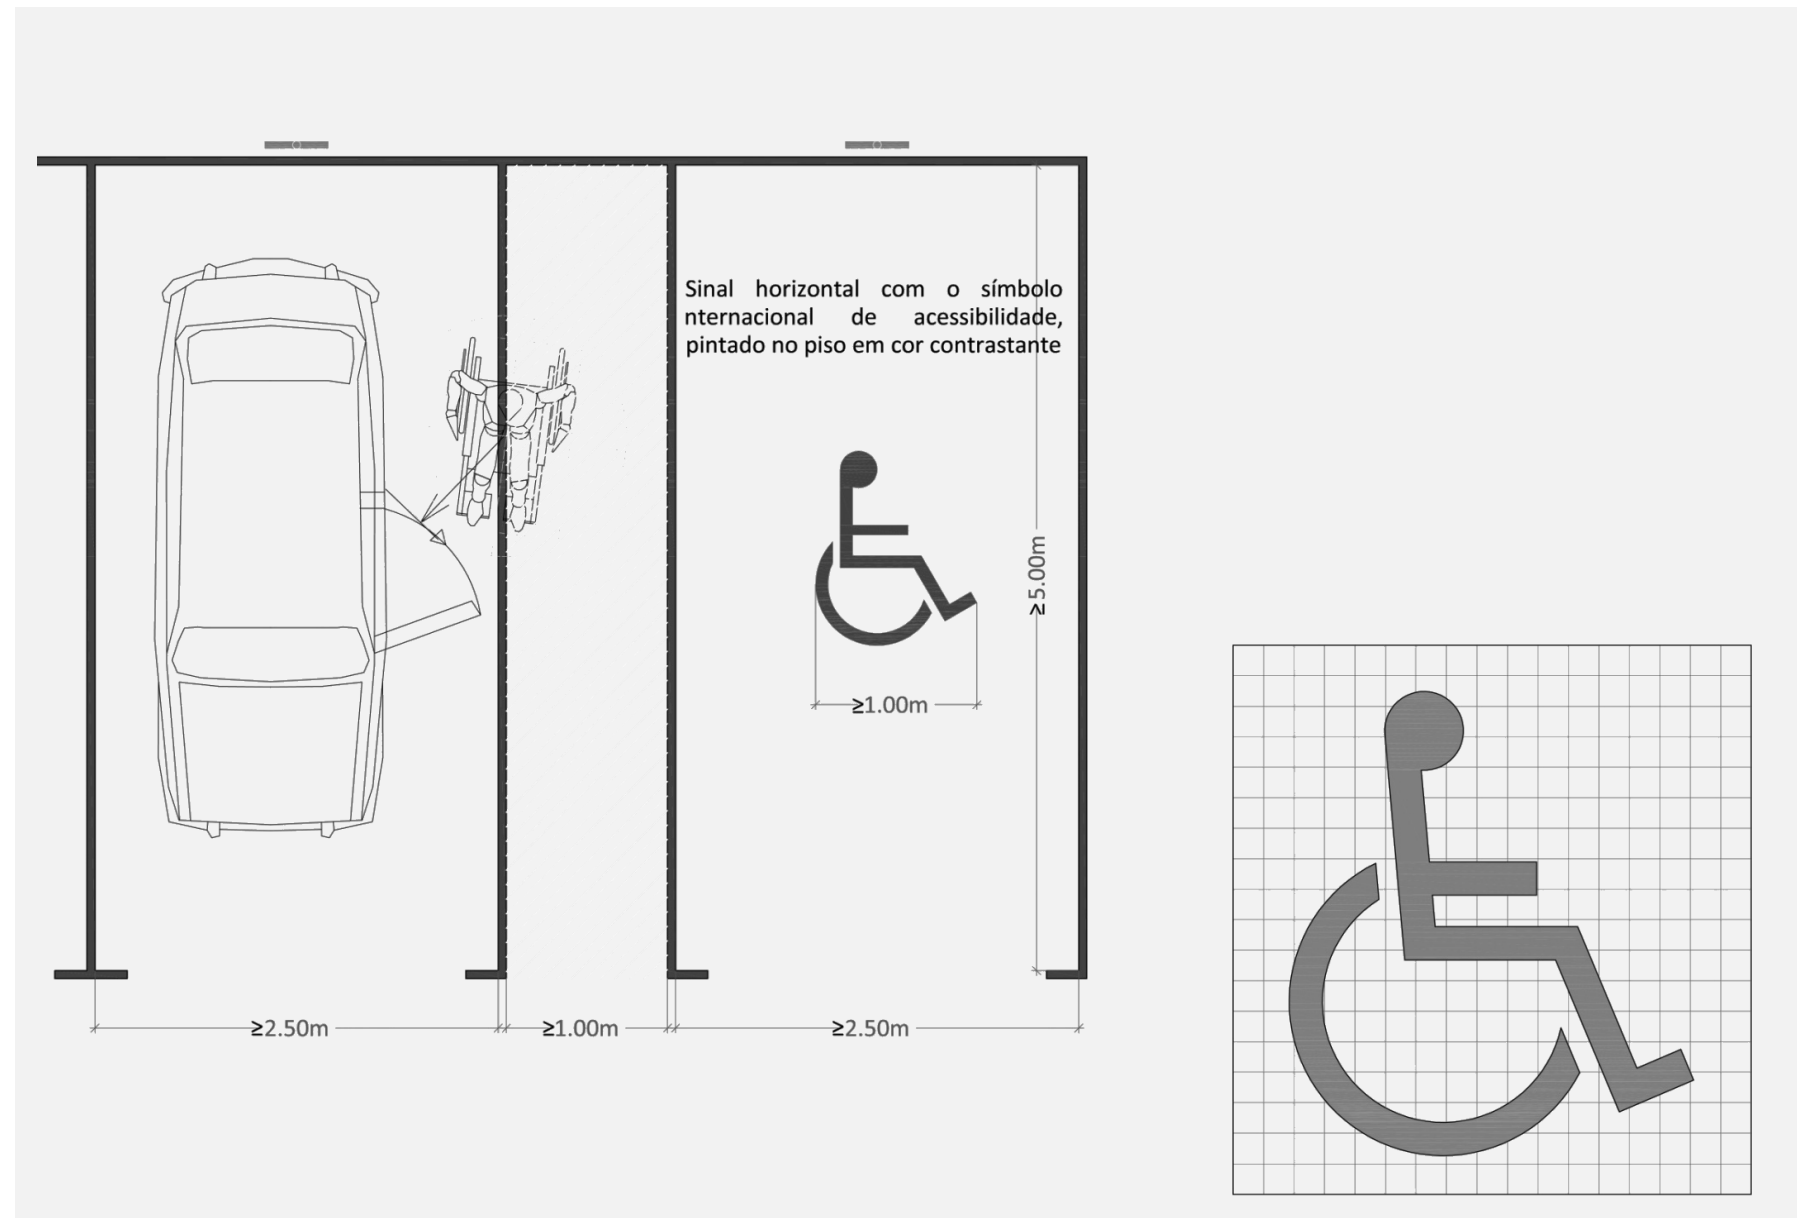 Sinal horizontal com o símbolo
nternacional de acessibilidade,
pintado no piso em cor contrastante
≥5.00m
≥1.00m
≥2.50m
≥1.00m
≥2.50m